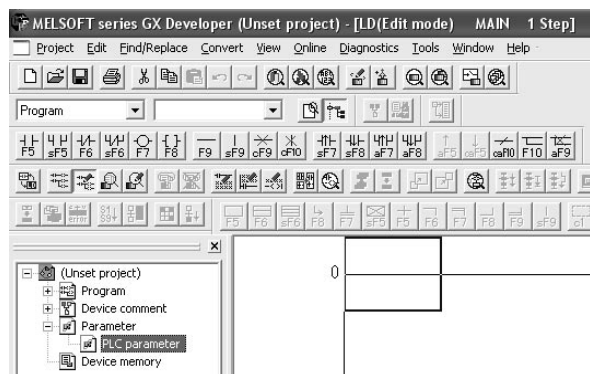 MELSOFT series GX Developer (Unset project) - [LD(Edit mode) MAIN 1 Step]
Project Edit Find/Replace Convert View Online Diagnostics Tools Window Help
Program
F5 sF5 F6 sF6 F7 F8 F9 sF9 cF9 cF10 sF7 sF8 aF7 aF8 aF5 caF5 caF10 F10 aF9
F5 F6 sF6 F8 F7 sF5 F5 F6 F7 F8 F9 sF9 c1
0
(Unset project)
Program
Device comment
Parameter
PLC parameter
Device memory